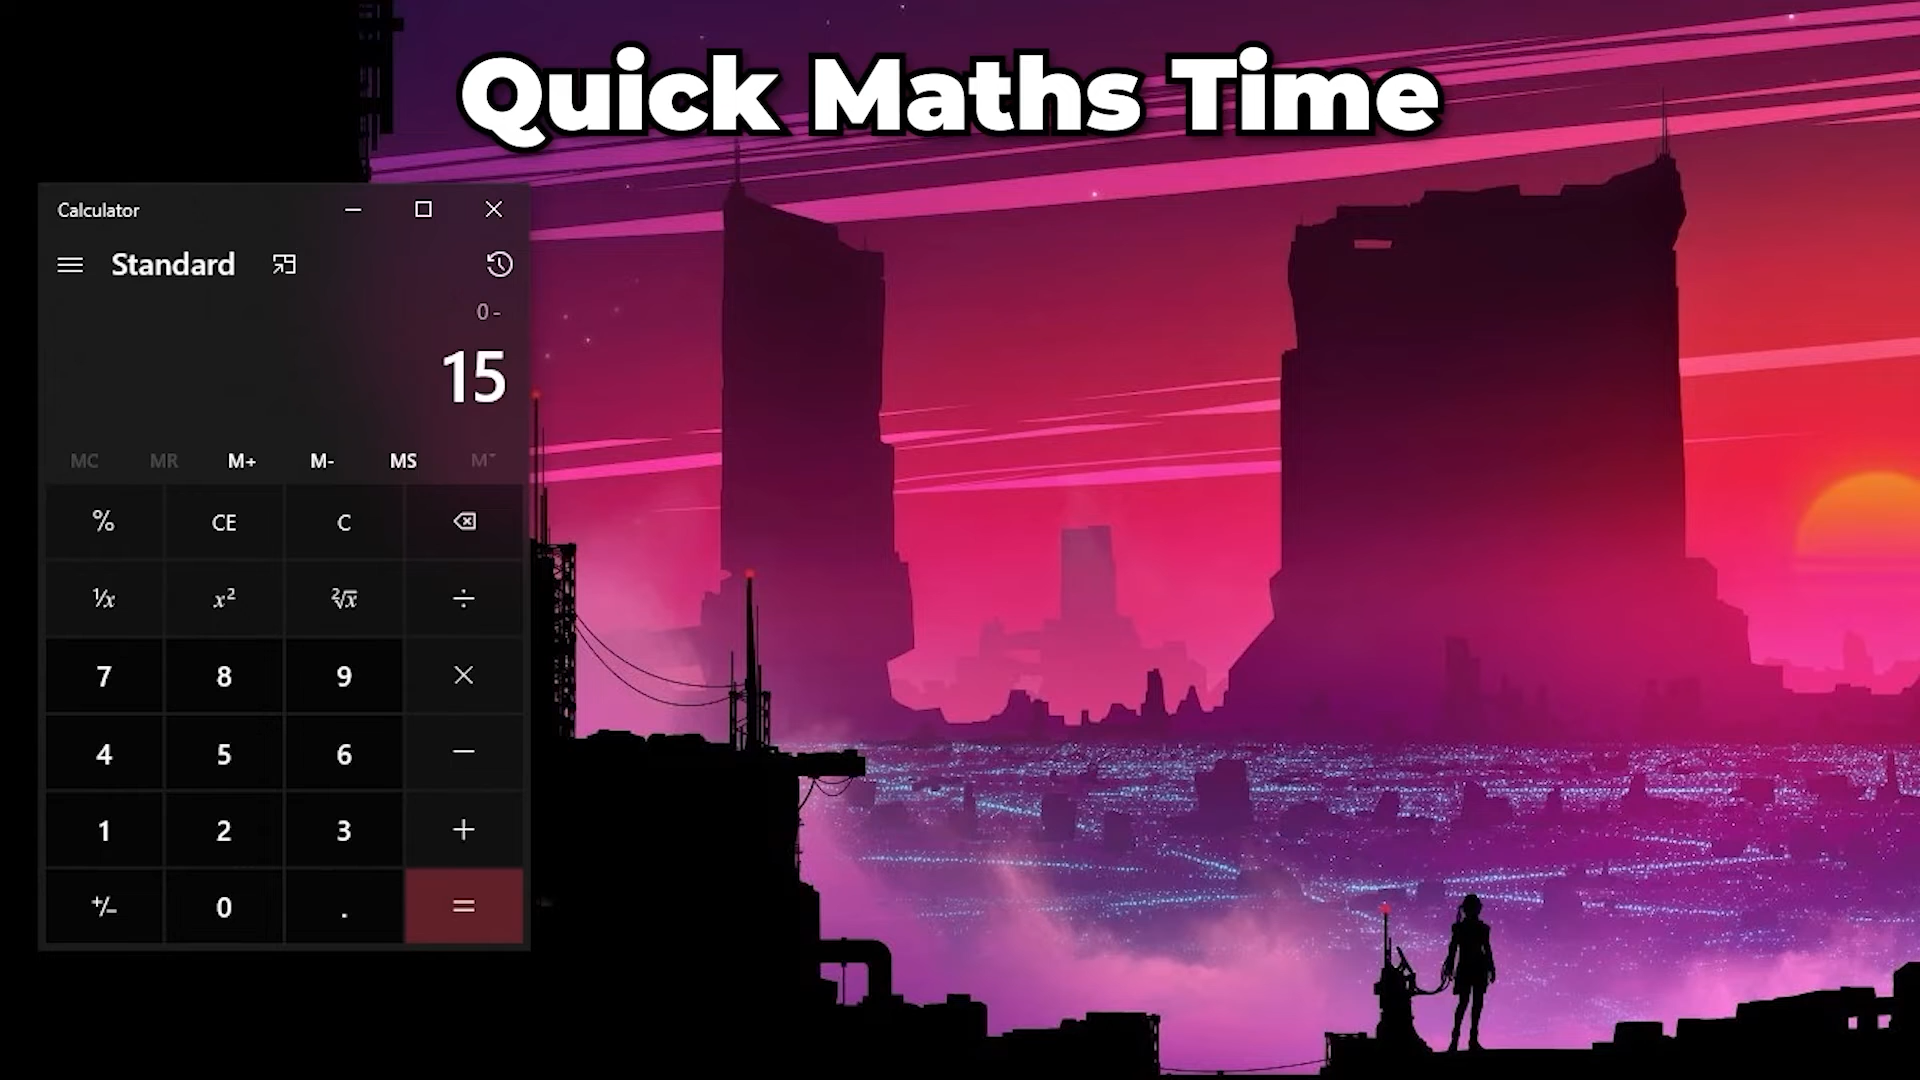 Quick Maths Time
Calculator
Standard
0 -
15
MC MR M+ M- MS M˅
% CE C
¹/x x² ²√x ÷
7 8 9 ×
4 5 6 −
1 2 3 +
+/− 0 . =